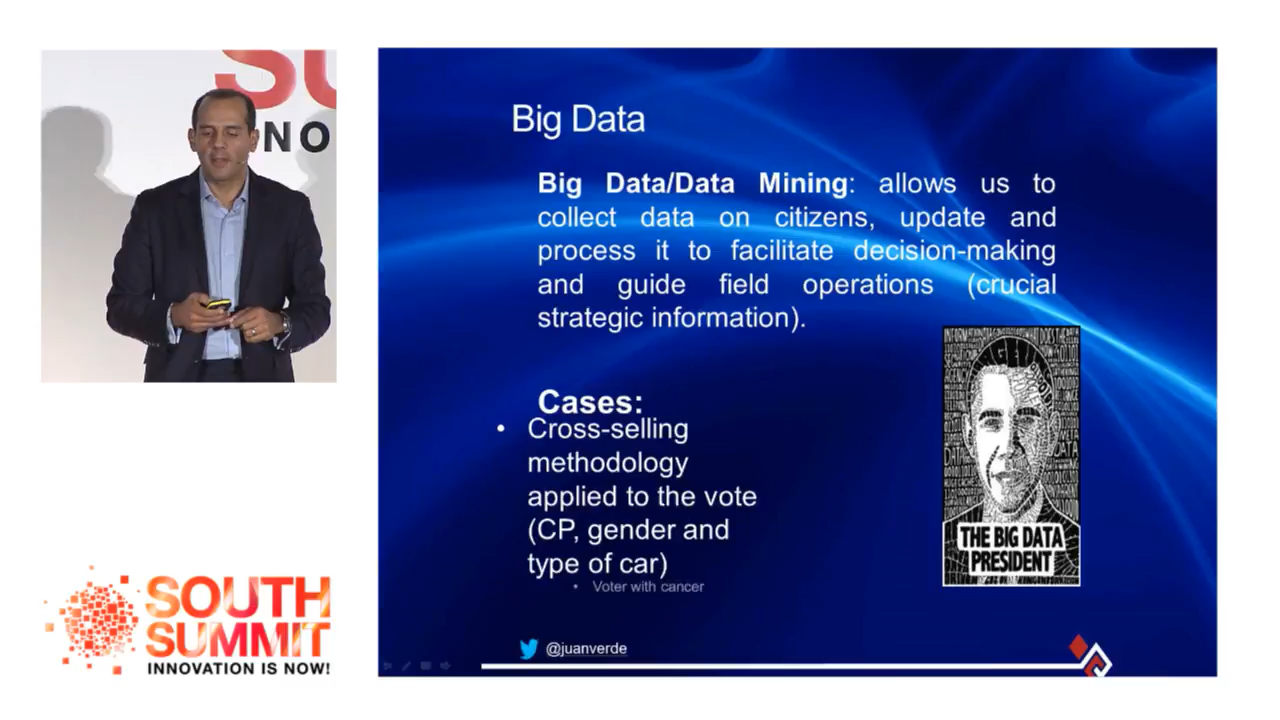 SU
NO
Big Data
Big Data/Data Mining: allows us to
collect data on citizens, update and
process it to facilitate decision-making
and guide field operations (crucial
strategic information).
Cases:
• Cross-selling
methodology
applied to the vote
(CP, gender and
type of car)
• Voter with cancer
THE BIG DATA
PRESIDENT
@juanverde
SOUTH
SUMMIT
INNOVATION IS NOW!